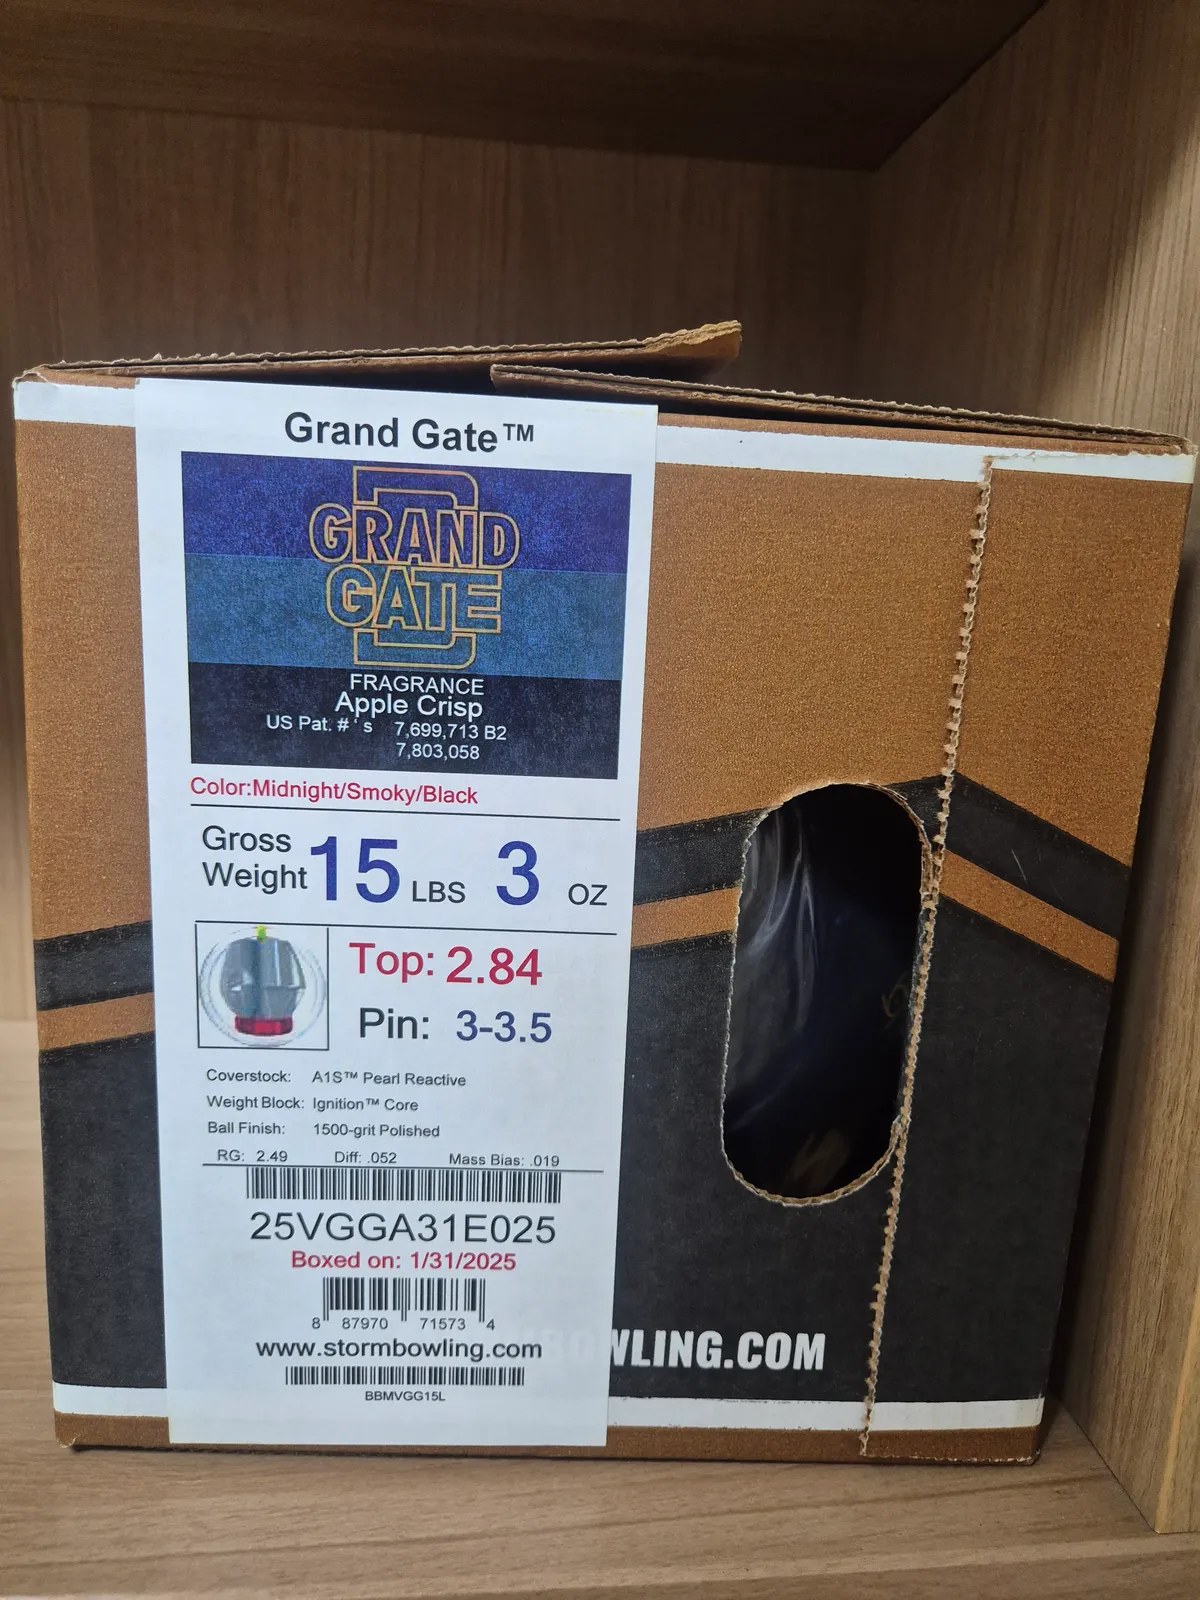 Grand Gate™
GRAND
GATE
FRAGRANCE
Apple Crisp
US Pat. #'s 7,699,713 B2
7,803,058
Color:Midnight/Smoky/Black
Gross Weight 15 LBS 3 OZ
Top: 2.84
Pin: 3-3.5
Coverstock: A1S™ Pearl Reactive
Weight Block: Ignition™ Core
Ball Finish: 1500-grit Polished
RG: 2.49 Diff: .052 Mass Bias: .019
25VGGA31E025
Boxed on: 1/31/2025
8 87970 71573 4
www.stormbowling.com
BOWLING.COM
BBMVGG15L